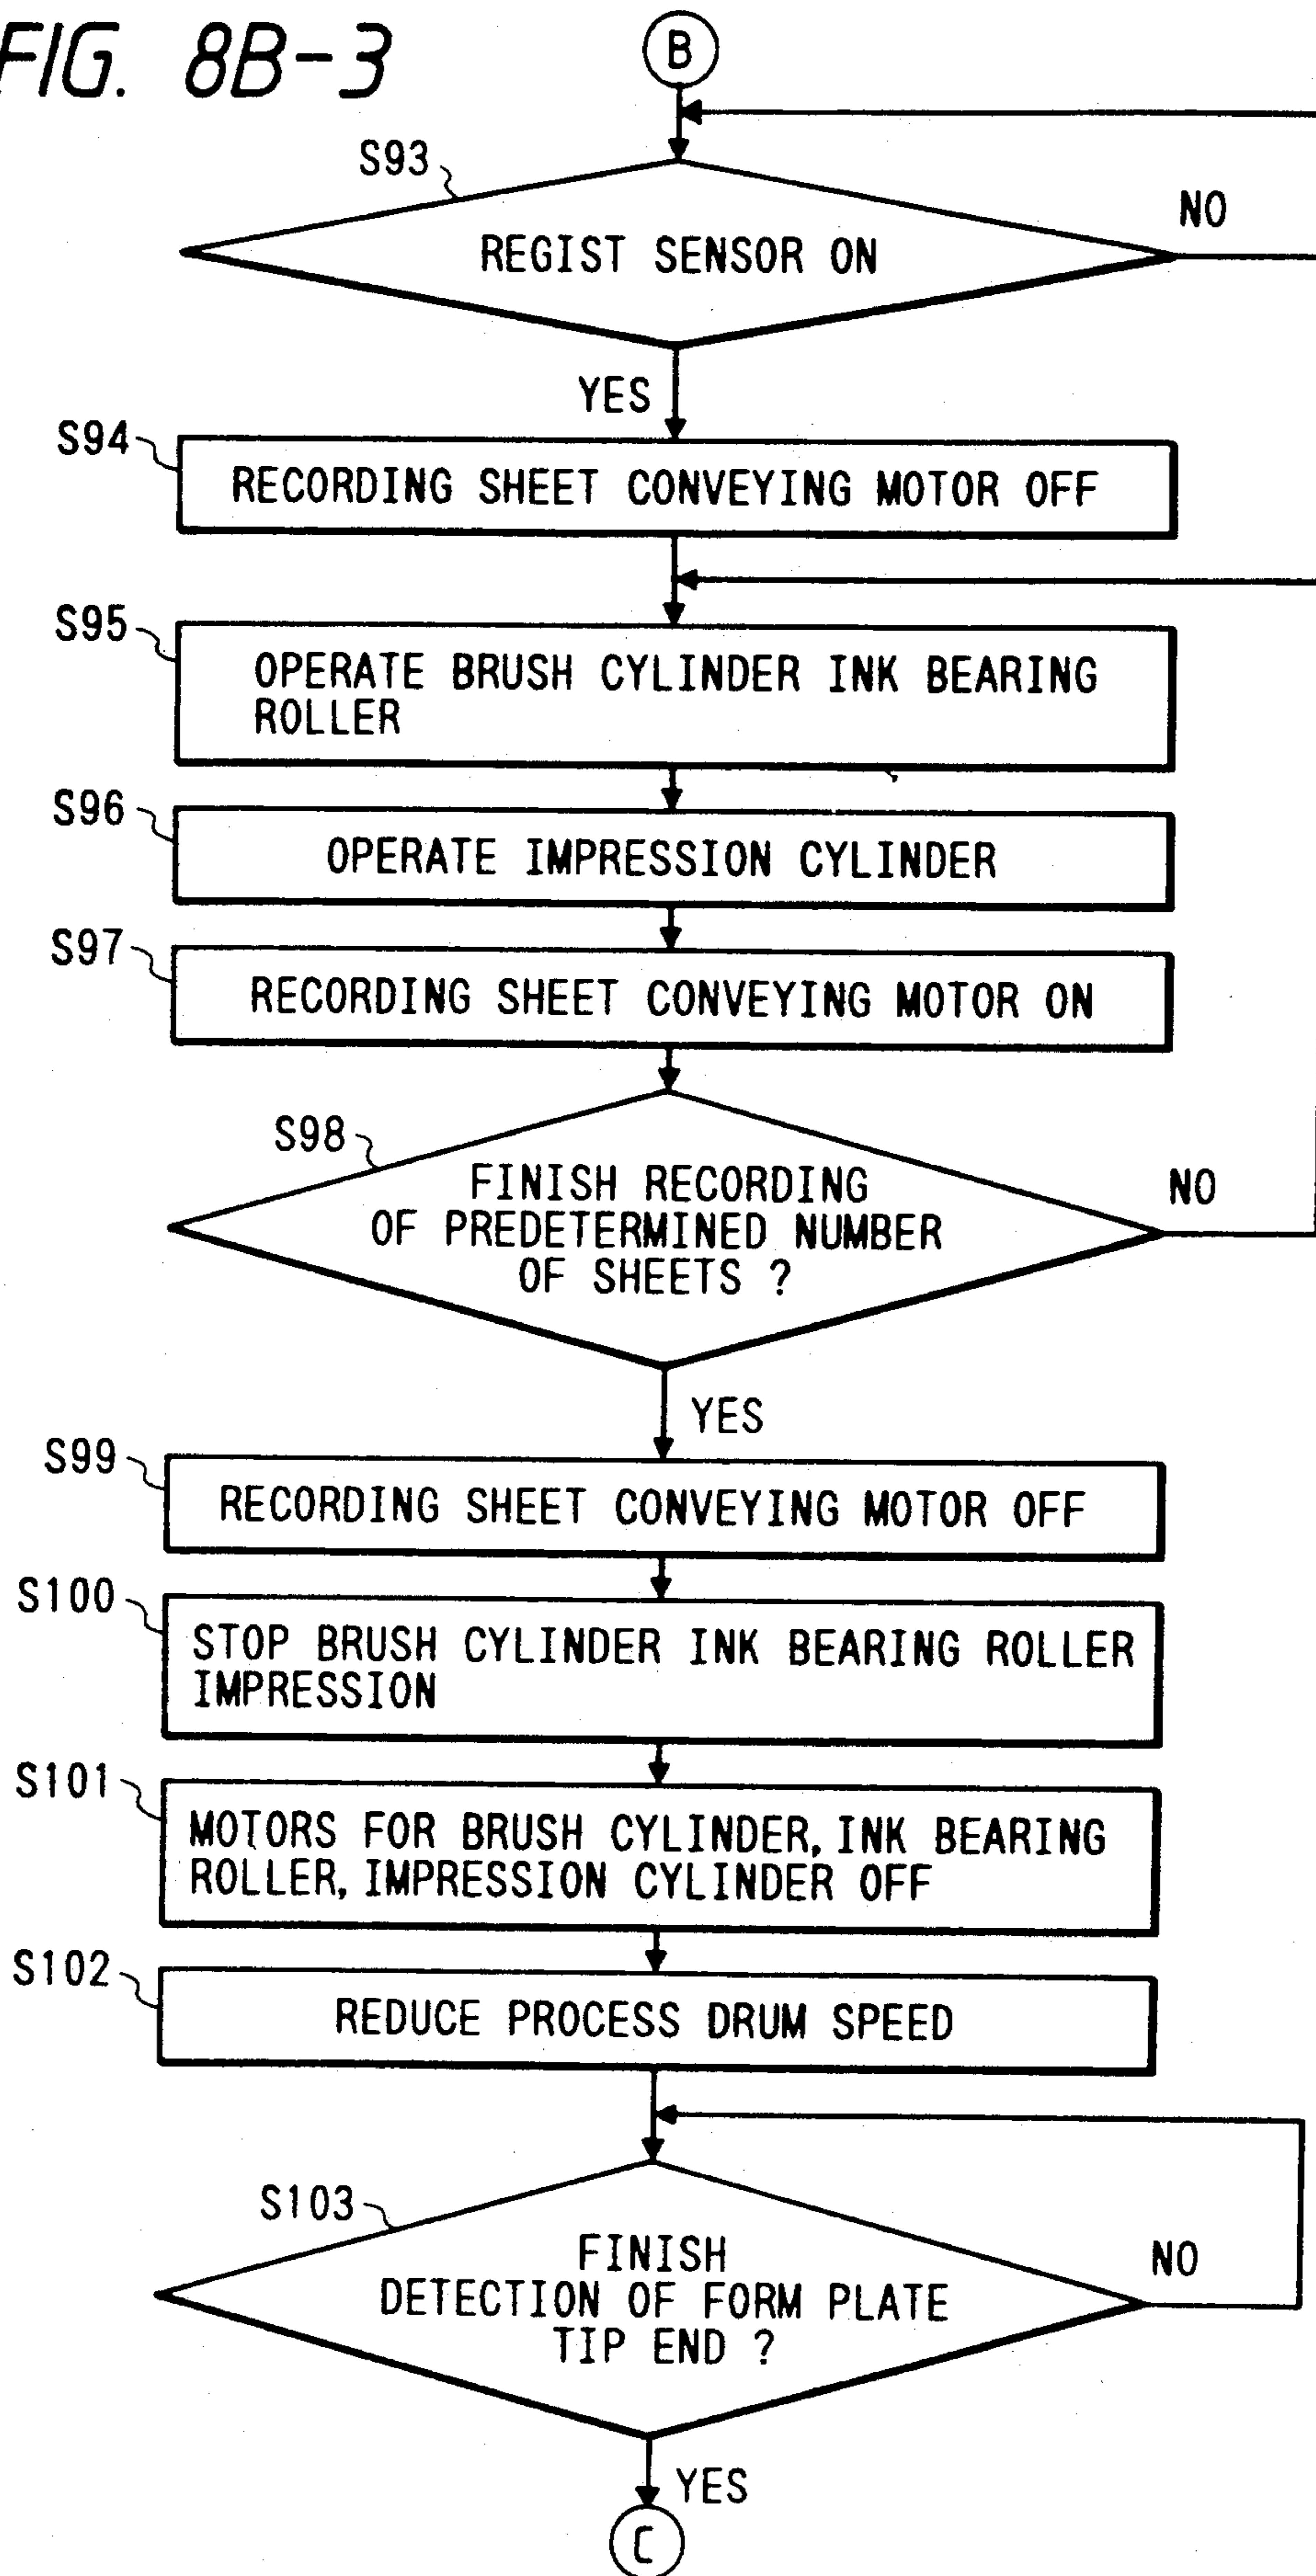 FIG. 8B-3
B
S93
REGIST SENSOR ON
NO
YES
S94
RECORDING SHEET CONVEYING MOTOR OFF
S95
OPERATE BRUSH CYLINDER INK BEARING
ROLLER
S96
OPERATE IMPRESSION CYLINDER
S97
RECORDING SHEET CONVEYING MOTOR ON
S98
FINISH RECORDING
OF PREDETERMINED NUMBER
OF SHEETS ?
NO
YES
S99
RECORDING SHEET CONVEYING MOTOR OFF
S100
STOP BRUSH CYLINDER INK BEARING ROLLER
IMPRESSION
S101
MOTORS FOR BRUSH CYLINDER, INK BEARING
ROLLER, IMPRESSION CYLINDER OFF
S102
REDUCE PROCESS DRUM SPEED
S103
FINISH
DETECTION OF FORM PLATE
TIP END ?
NO
YES
C